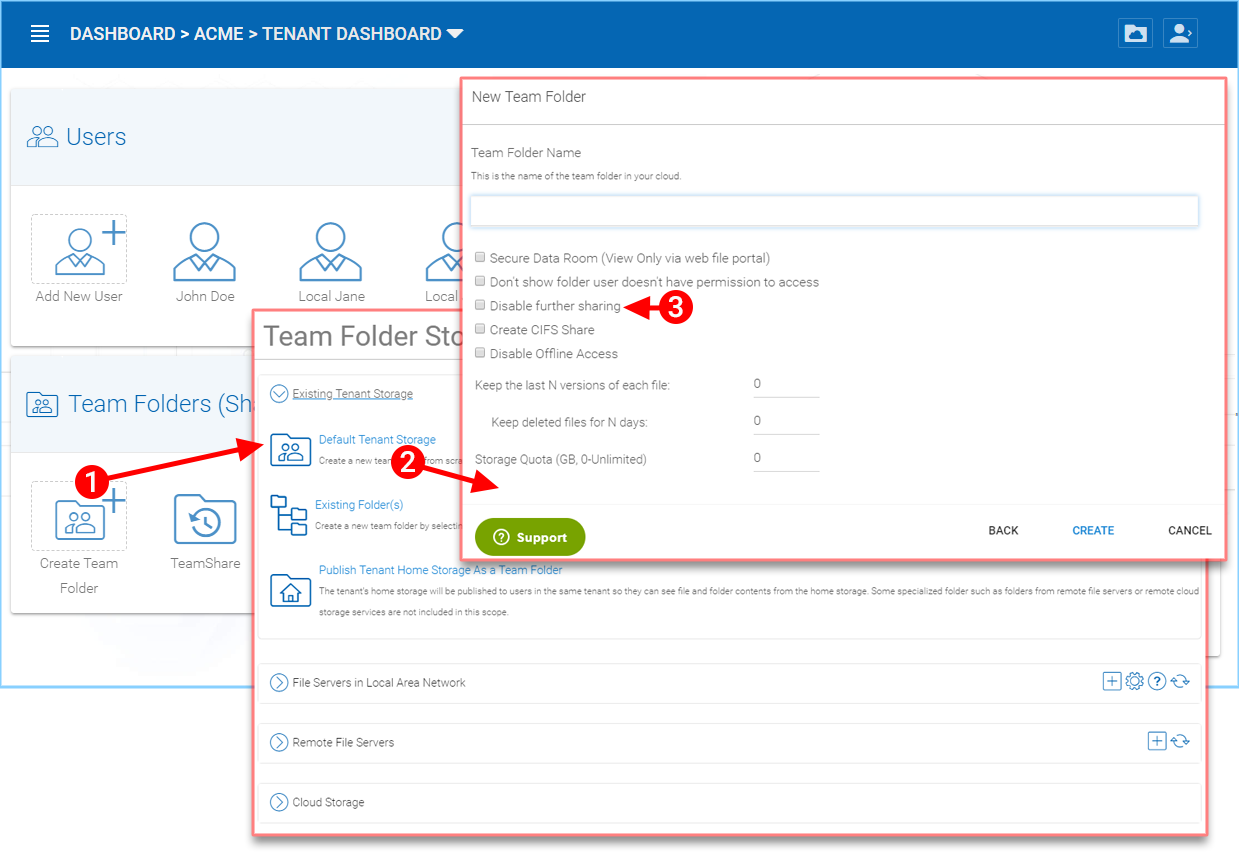 DASHBOARD > ACME > TENANT DASHBOARD
Users
Add New User
John Doe
Local Jane
Local
Team Folders (Sh
Create Team
Folder
TeamShare
1
Team Folder Sto
Existing Tenant Storage
Default Tenant Storage
Create a new team from scra
2
Existing Folder(s)
Create a new team folder by selectin
Publish Tenant Home Storage As a Team Folder
The tenant's home storage will be published to users in the same tenant so they can see file and folder contents from the home storage. Some specialized folder such as folders from remote file servers or remote cloud
storage services are not included in this scope.
File Servers in Local Area Network
Remote File Servers
Cloud Storage
New Team Folder
Team Folder Name
This is the name of the team folder in your cloud.
Secure Data Room (View Only via web file portal)
Don't show folder user doesn't have permission to access
Disable further sharing
3
Create CIFS Share
Disable Offline Access
Keep the last N versions of each file: 0
Keep deleted files for N days: 0
Storage Quota (GB, 0-Unlimited) 0
Support
BACK CREATE CANCEL